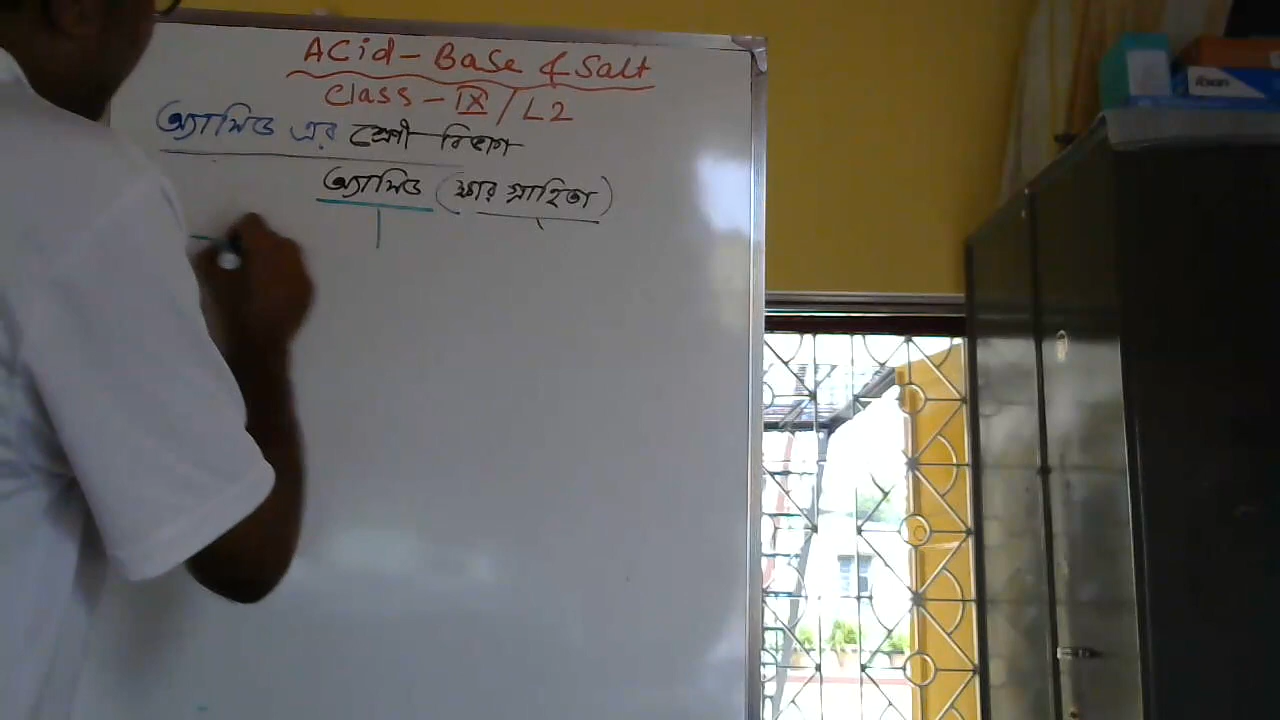 Acid-Base & Salt
Class - IX / L2
অ্যাসিড এর শ্রেণী বিভাগ
অ্যাসিড (ক্ষার গ্রাহিতা)